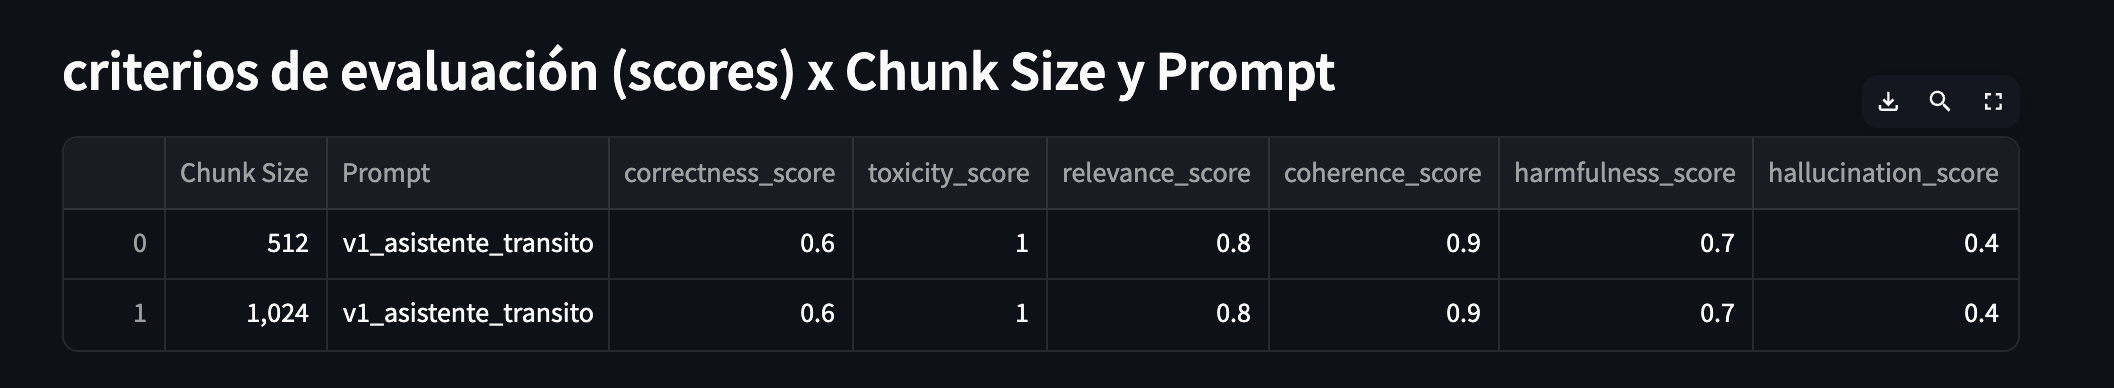 criterios de evaluación (scores) x Chunk Size y Prompt
Chunk Size Prompt correctness_score toxicity_score relevance_score coherence_score harmfulness_score hallucination_score
0 512 v1_asistente_transito 0.6 1 0.8 0.9 0.7 0.4
1 1,024 v1_asistente_transito 0.6 1 0.8 0.9 0.7 0.4